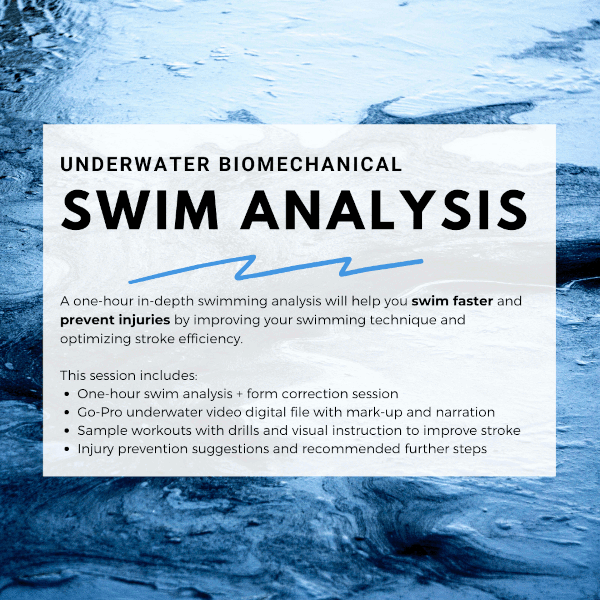 UNDERWATER BIOMECHANICAL
SWIM ANALYSIS
A one-hour in-depth swimming analysis will help you swim faster and
prevent injuries by improving your swimming technique and
optimizing stroke efficiency.
This session includes:
• One-hour swim analysis + form correction session
• Go-Pro underwater video digital file with mark-up and narration
• Sample workouts with drills and visual instruction to improve stroke
• Injury prevention suggestions and recommended further steps